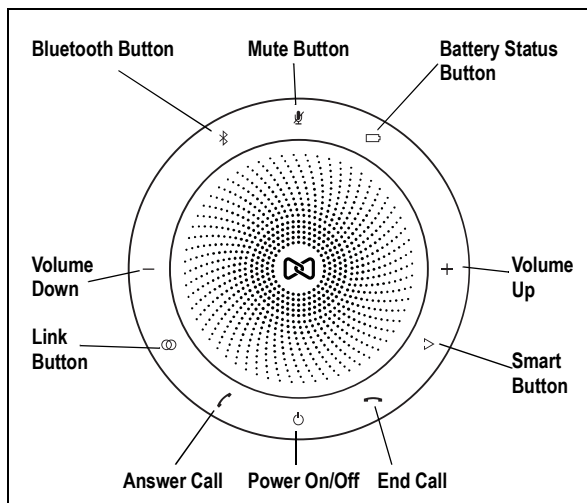 Bluetooth Button
Mute Button
Battery Status
Button
Volume
Down
Volume
Up
Link
Button
Smart
Button
Answer Call
Power On/Off
End Call